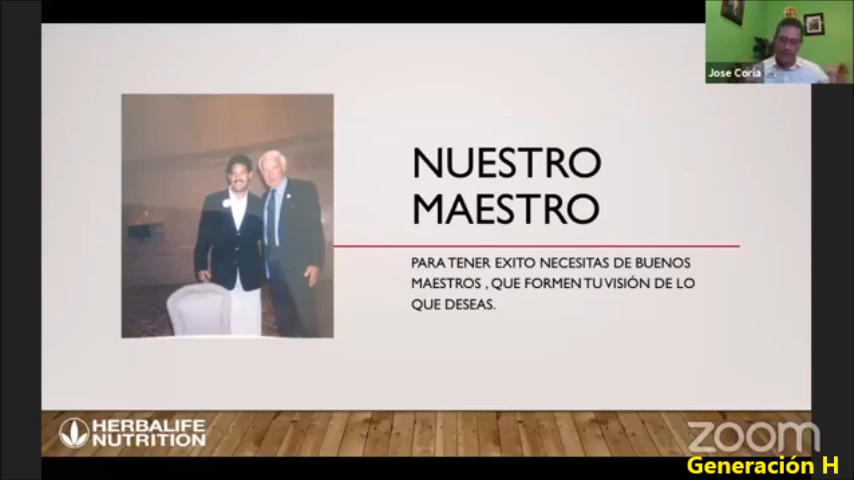 Jose Coria
NUESTRO
MAESTRO
PARA TENER EXITO NECESITAS DE BUENOS
MAESTROS , QUE FORMEN TU VISIÓN DE LO
QUE DESEAS.
HERBALIFE
NUTRITION
zoom
Generación H